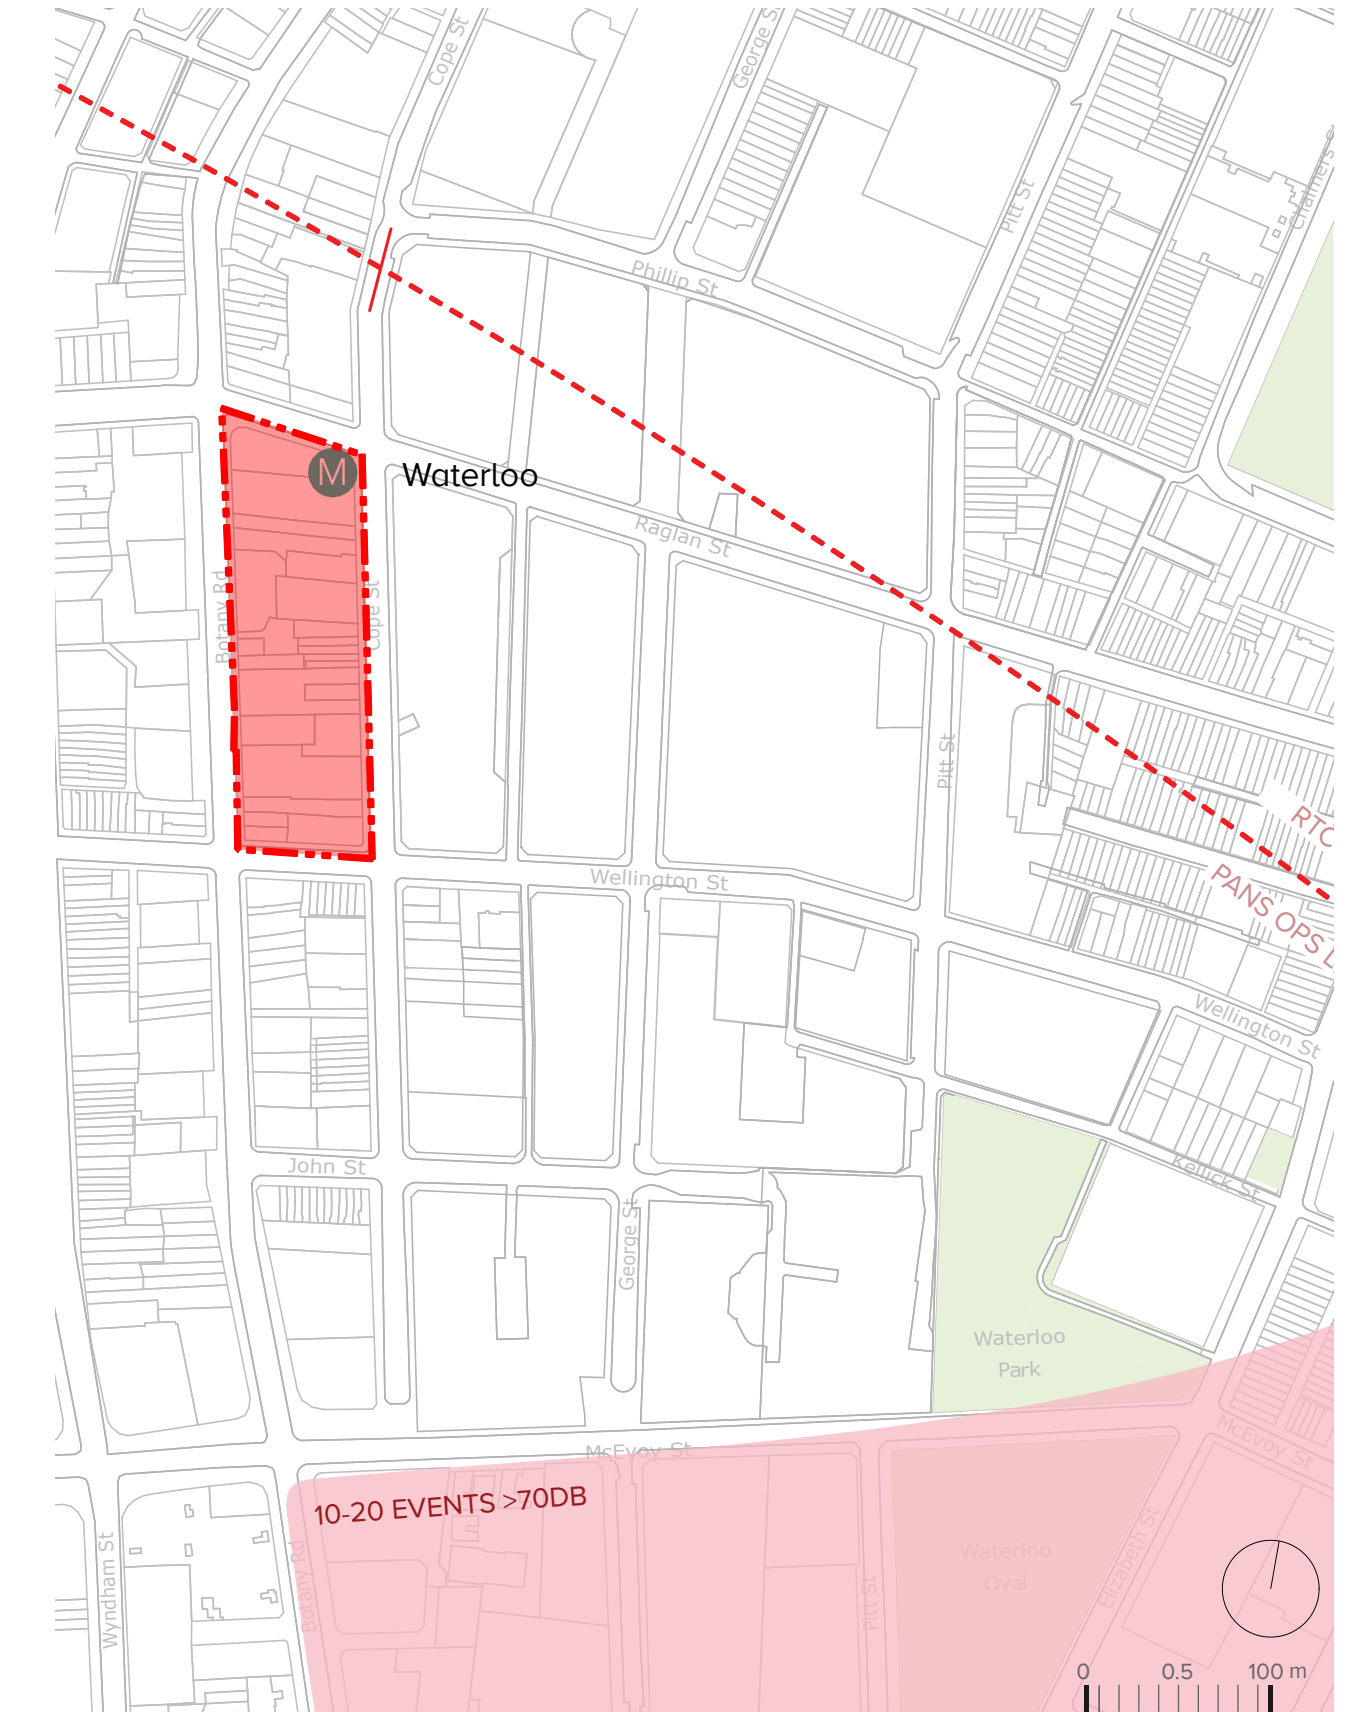 Cope St
George S
Chalmers
Pitt St
Phillip St
M
Waterloo
Raglan St
Botany Rd
Cope St
Pitt St
RTC
PANS OPS L
Wellington St
Wellington St
John St
Kellick St
George St
Waterloo
Park
McEvoy St
McEvoy St
10-20 EVENTS >70DB
Wyndham St
Botany Rd
Pitt St
Waterloo
Oval
Elizabeth St
0 0.5 100 m